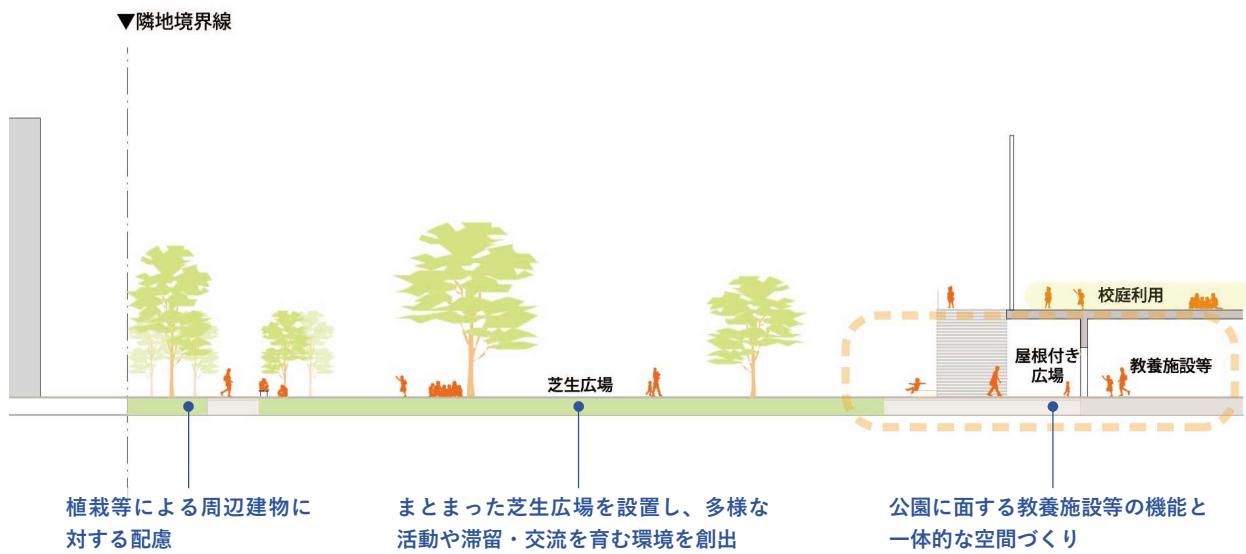 ▼隣地境界線
校庭利用
屋根付き
広場
教養施設等
芝生広場
植栽等による周辺建物に
対する配慮
まとまった芝生広場を設置し、多様な
活動や滞留・交流を育む環境を創出
公園に面する教養施設等の機能と
一体的な空間づくり